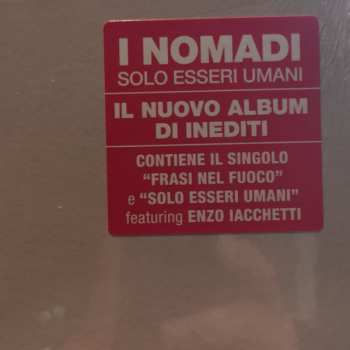 I NOMADI
SOLO ESSERI UMANI
IL NUOVO ALBUM
DI INEDITI
CONTIENE IL SINGOLO
“FRASI NEL FUOCO”
e “SOLO ESSERI UMANI”
featuring ENZO IACCHETTI